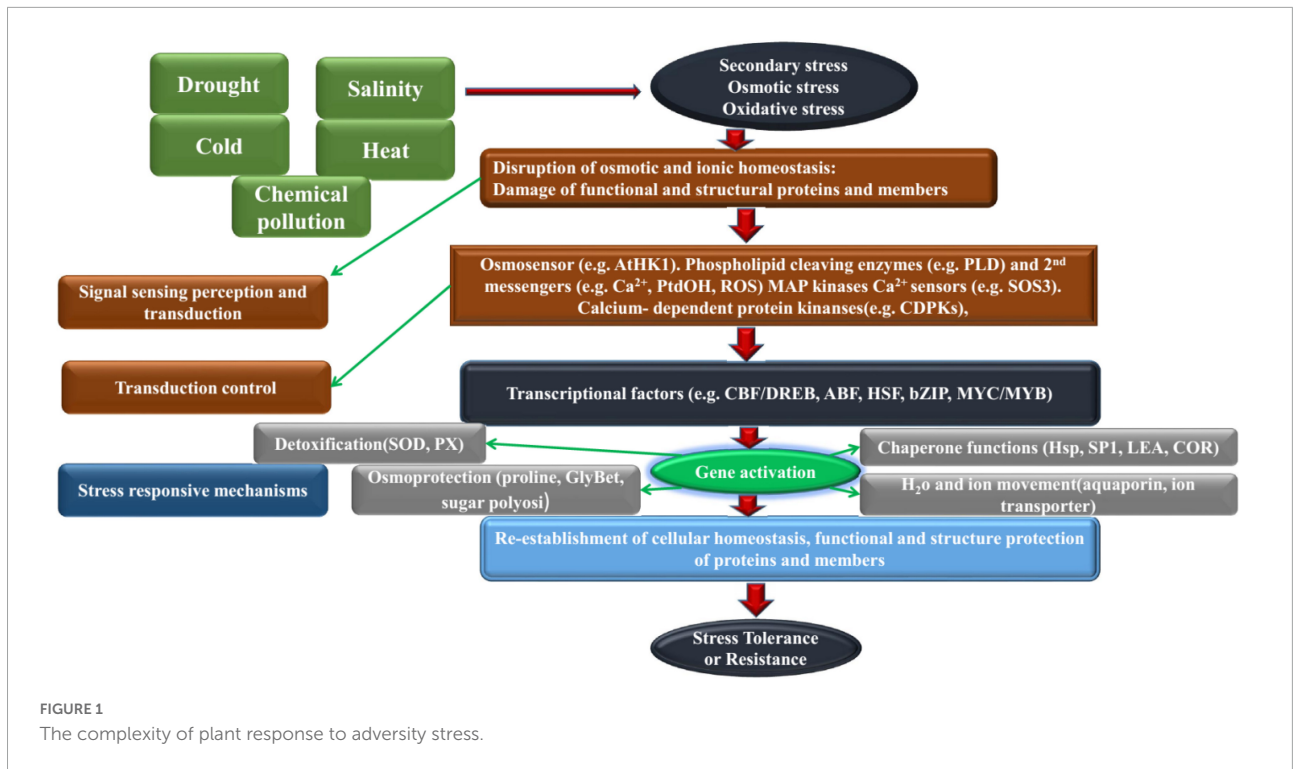 Drought
Salinity
Cold
Heat
Chemical
pollution
Secondary stress
Osmotic stress
Oxidative stress
Disruption of osmotic and ionic homestasis:
Damage of functional and structural proteins and members
Signal sensing perception and
transduction
Osmosensor (e.g. AtHK1). Phospholipid cleaving enzymes (e.g. PLD) and 2nd
messengers (e.g. Ca2+, PtdOH, ROS) MAP kinases Ca2+ sensors (e.g. SOS3).
Calcium- dependent protein kinanses(e.g. CDPKs),
Transduction control
Transcriptional factors (e.g. CBF/DREB, ABF, HSF, bZIP, MYC/MYB)
Detoxification(SOD, PX)
Chaperone functions (Hsp, SP1, LEA, COR)
Gene activation
Stress responsive mechanisms
Osmoprotection (proline, GlyBet,
sugar polyosi)
H2o and ion movement(aquaporin, ion
transporter)
Re-establishment of cellular homestasis, functional and structure protection
of proteins and members
Stress Tolerance
or Resistance
FIGURE 1
The complexity of plant response to adversity stress.